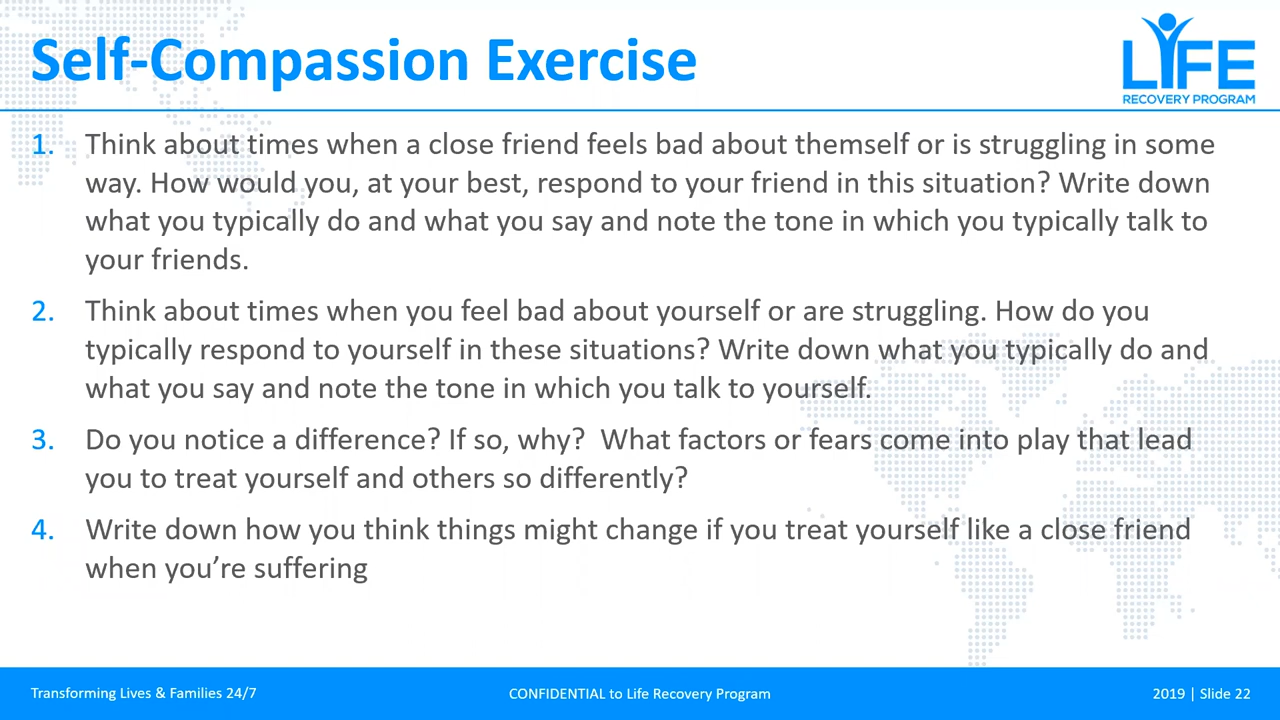 Self-Compassion Exercise
LIFE
RECOVERY PROGRAM
1. Think about times when a close friend feels bad about themself or is struggling in some
way. How would you, at your best, respond to your friend in this situation? Write down
what you typically do and what you say and note the tone in which you typically talk to
your friends.
2. Think about times when you feel bad about yourself or are struggling. How do you
typically respond to yourself in these situations? Write down what you typically do and
what you say and note the tone in which you talk to yourself.
3. Do you notice a difference? If so, why?  What factors or fears come into play that lead
you to treat yourself and others so differently?
4. Write down how you think things might change if you treat yourself like a close friend
when you’re suffering
Transforming Lives & Families 24/7
CONFIDENTIAL to Life Recovery Program
2019 | Slide 22